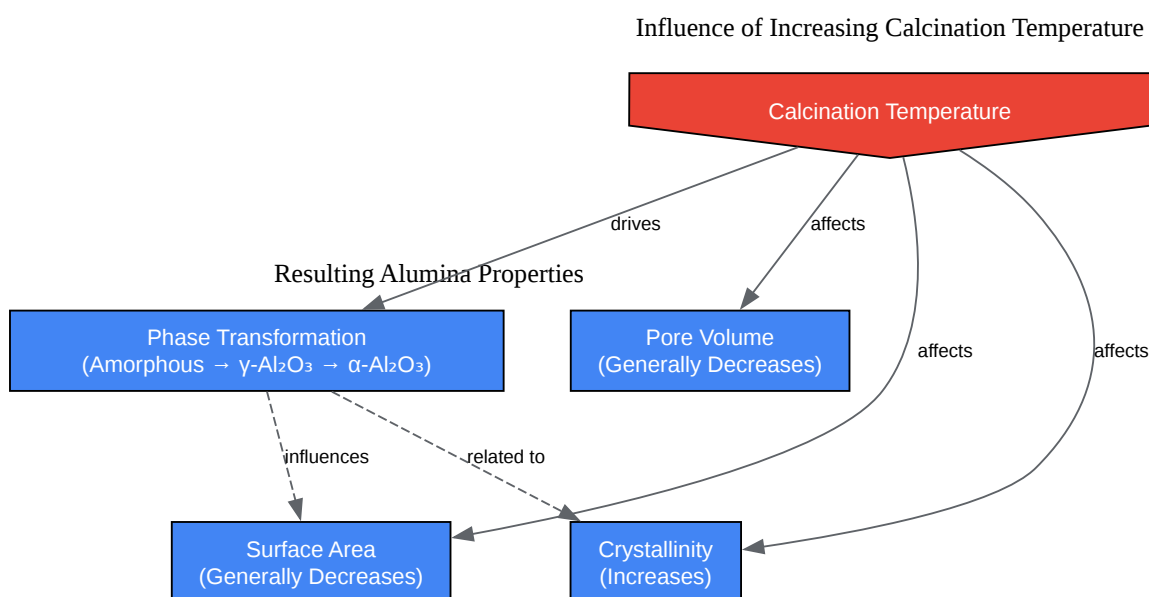 Influence of Increasing Calcination Temperature
Calcination Temperature
drives
affects
Resulting Alumina Properties
Phase Transformation
(Amorphous → γ-Al₂O₃ → α-Al₂O₃)
Pore Volume
(Generally Decreases)
affects
affects
influences
related to
Surface Area
(Generally Decreases)
Crystallinity
(Increases)